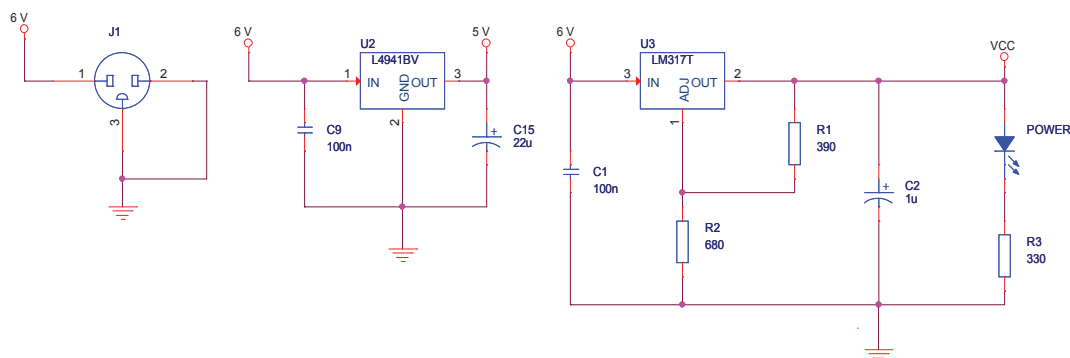 6 V
J1
1
2
3
6 V
U2
L4941BV
5 V
1
IN
GND
OUT
3
2
C9
100n
C15
22u
6 V
U3
LM317T
VCC
3
IN
ADJ
OUT
2
1
R1
390
POWER
C1
100n
C2
1u
R2
680
R3
330